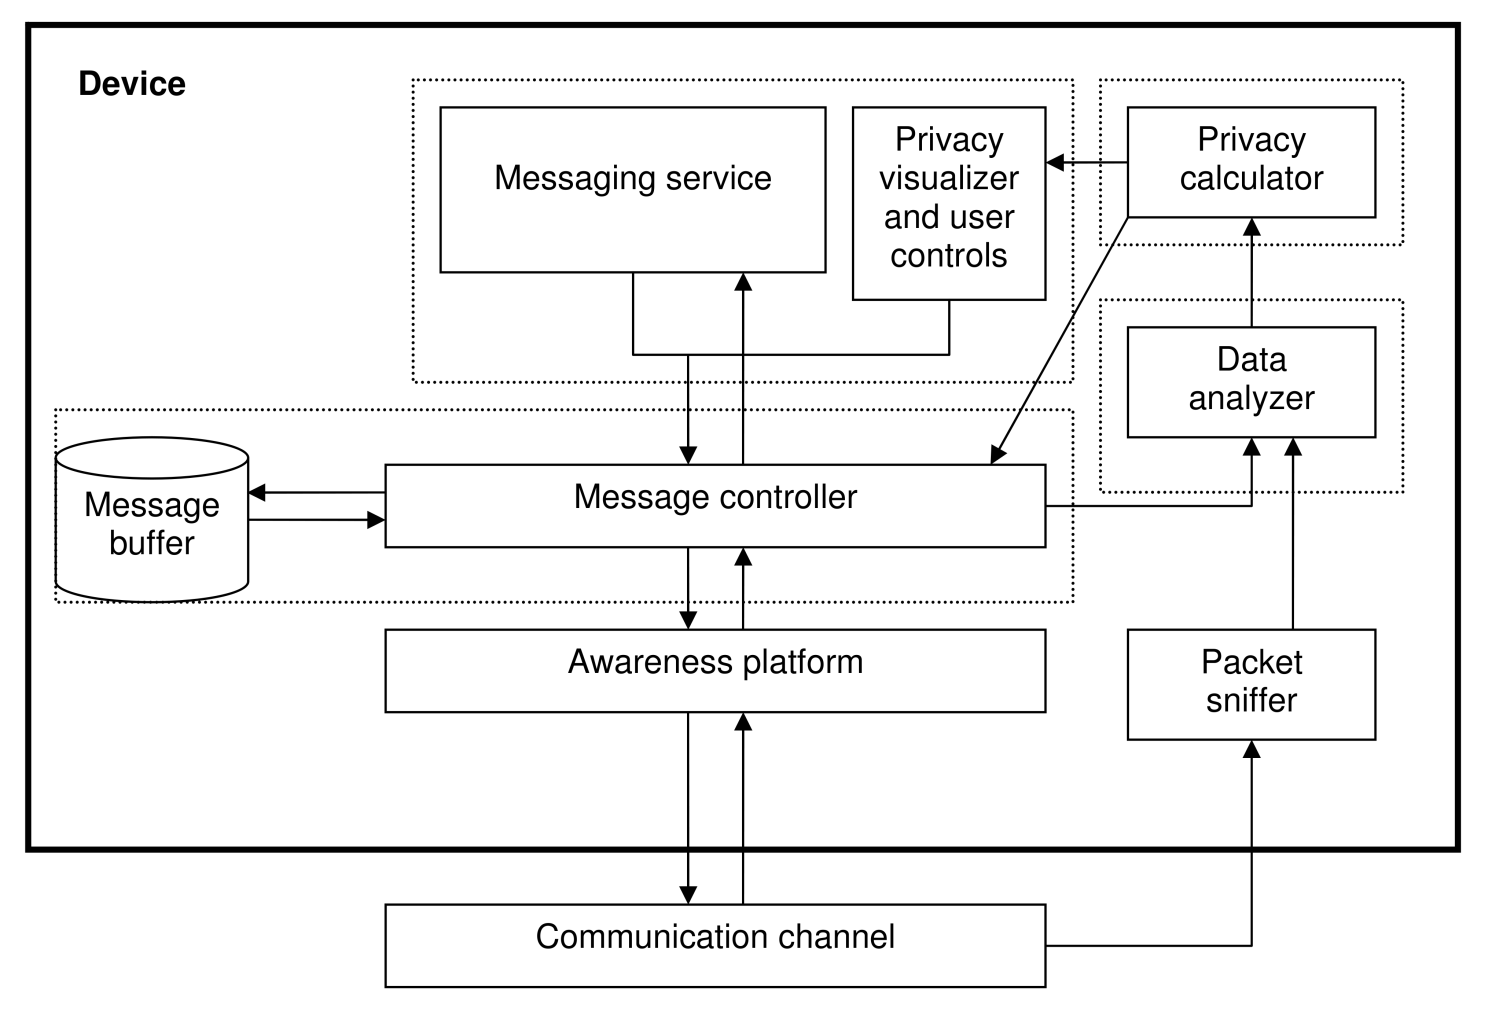 Device
Messaging service
Privacy
visualizer
and user
controls
Privacy
calculator
Data
analyzer
Message
buffer
Message controller
Awareness platform
Packet
sniffer
Communication channel